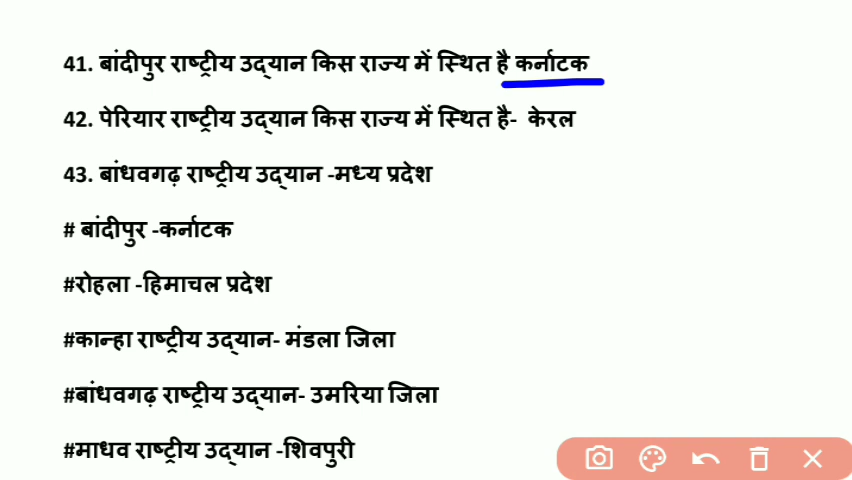 41. बांदीपुर राष्ट्रीय उद्यान किस राज्य में स्थित है कर्नाटक
42. पेरियार राष्ट्रीय उद्यान किस राज्य में स्थित है- केरल
43. बांधवगढ़ राष्ट्रीय उद्यान -मध्य प्रदेश
# बांदीपुर -कर्नाटक
#रोहला -हिमाचल प्रदेश
#कान्हा राष्ट्रीय उद्यान- मंडला जिला
#बांधवगढ़ राष्ट्रीय उद्यान- उमरिया जिला
#माधव राष्ट्रीय उद्यान -शिवपुरी